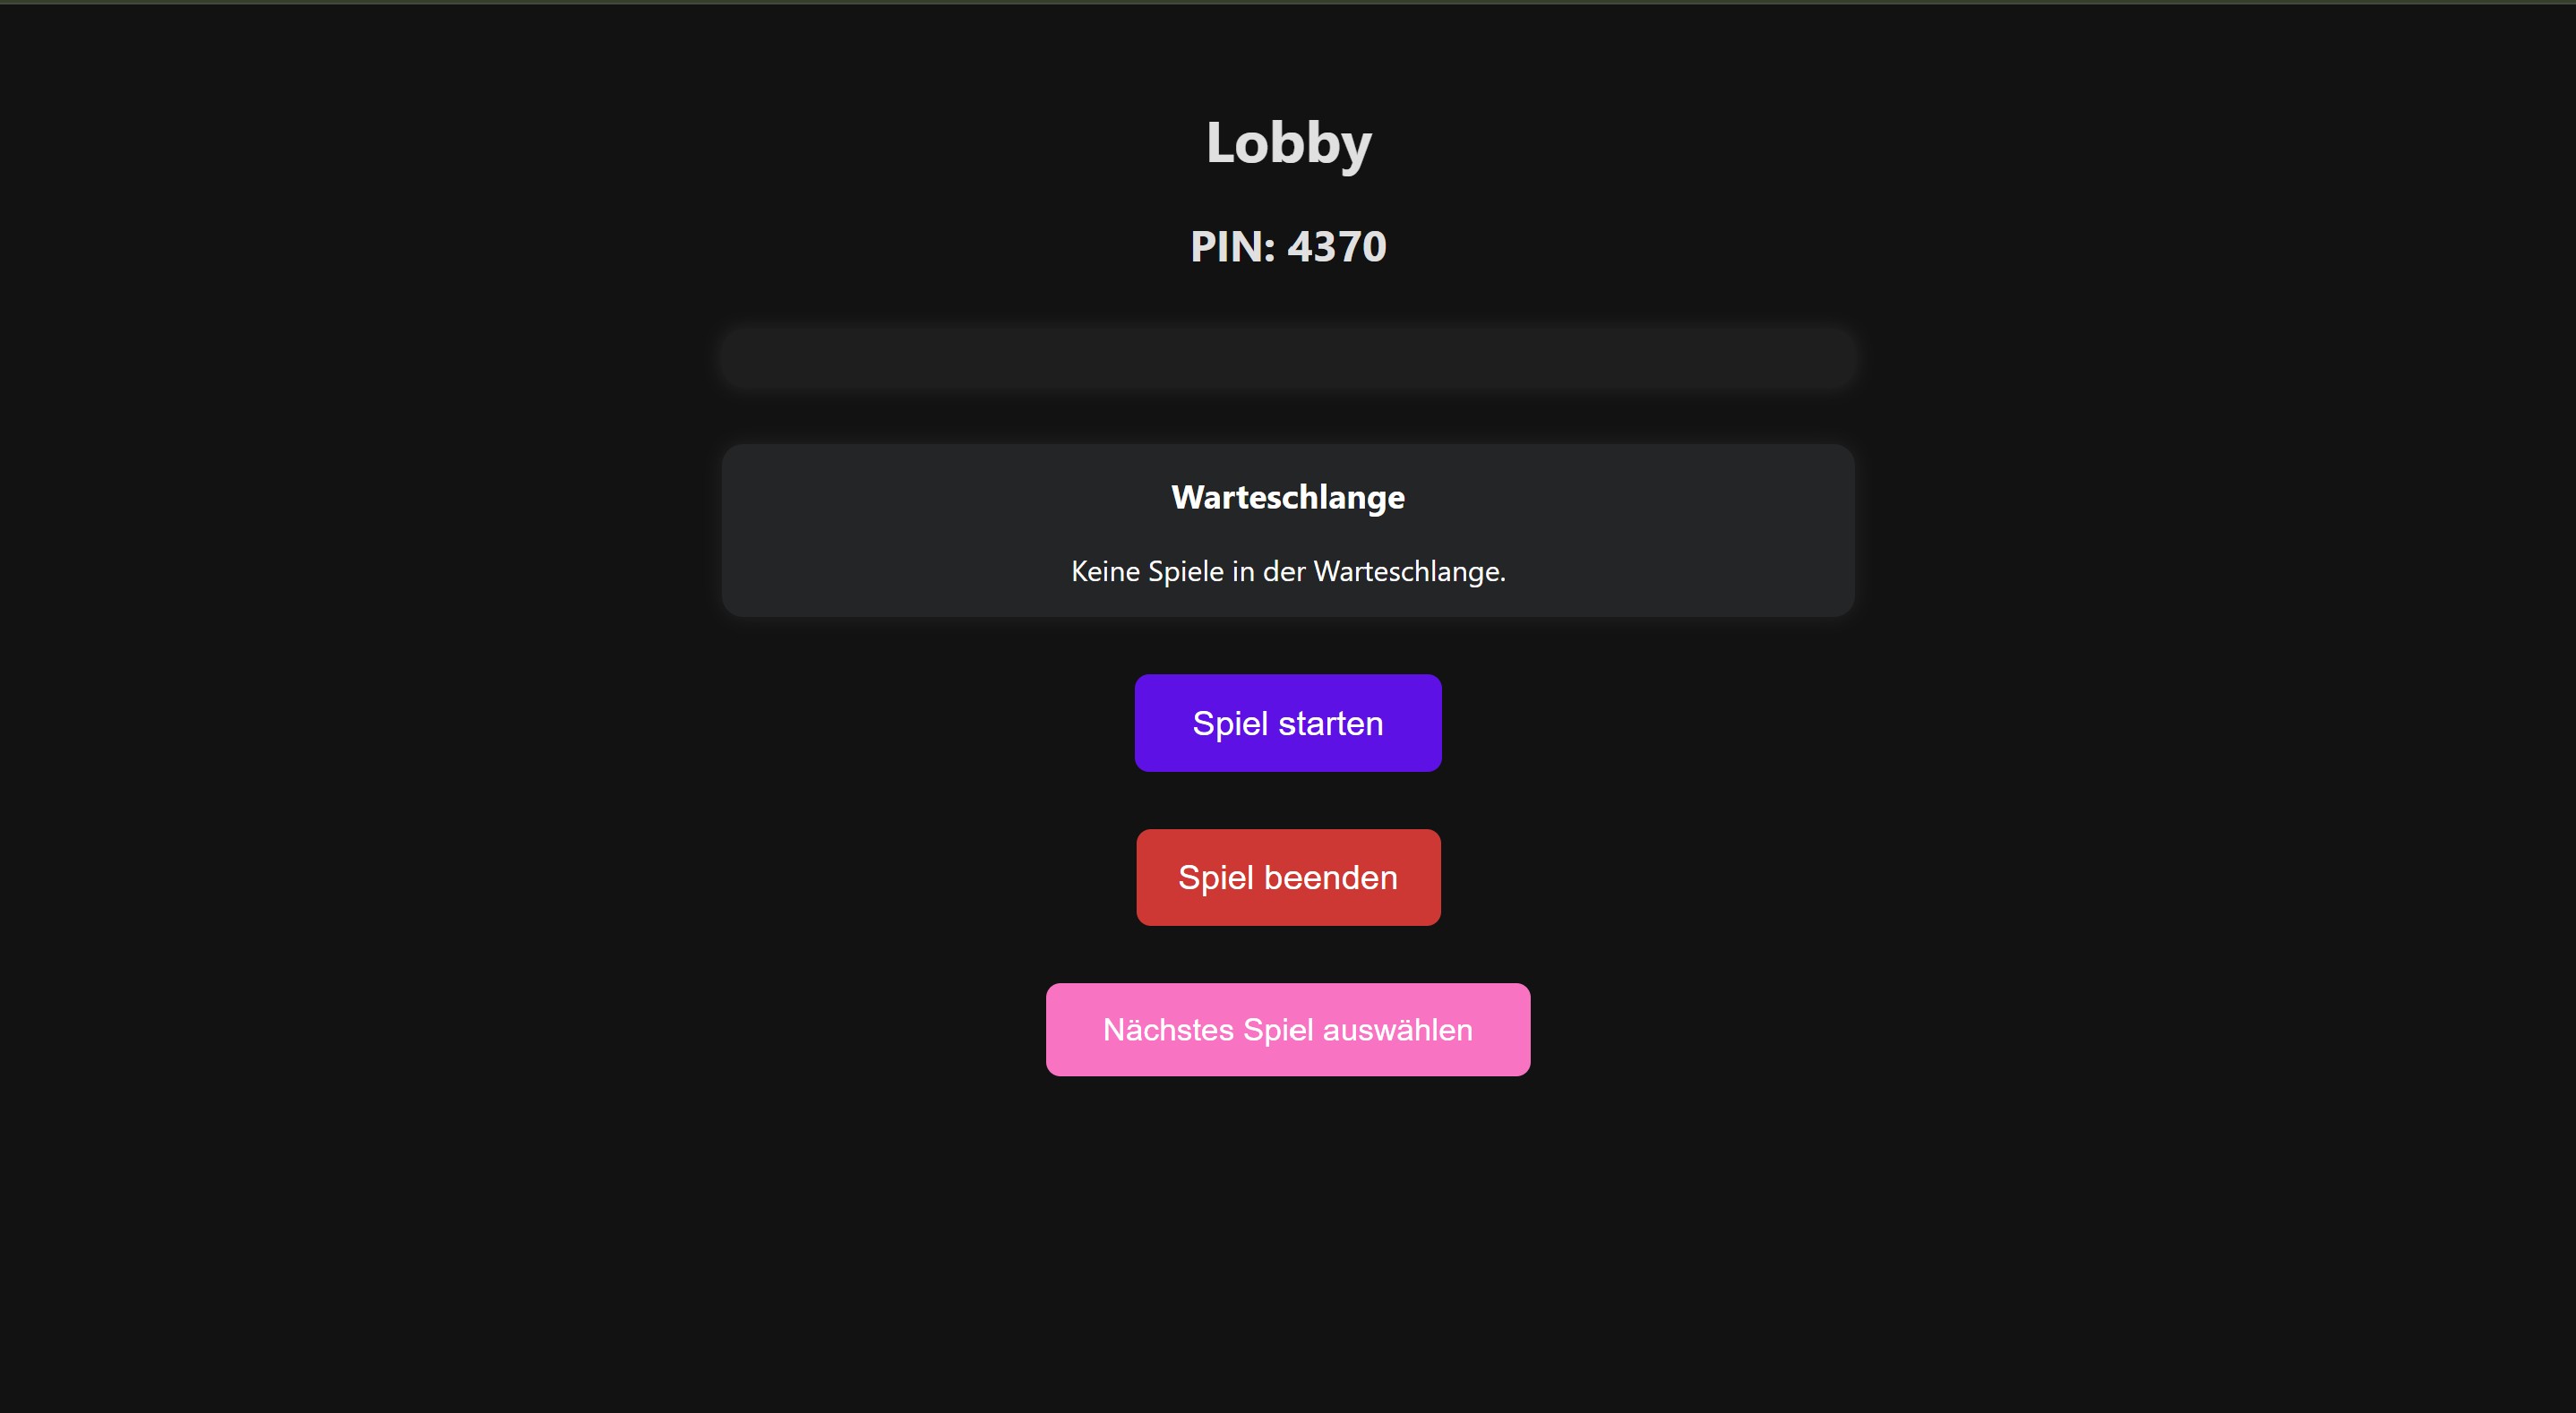 Lobby
PIN: 4370
Warteschlange
Keine Spiele in der Warteschlange.
Spiel starten
Spiel beenden
Nächstes Spiel auswählen